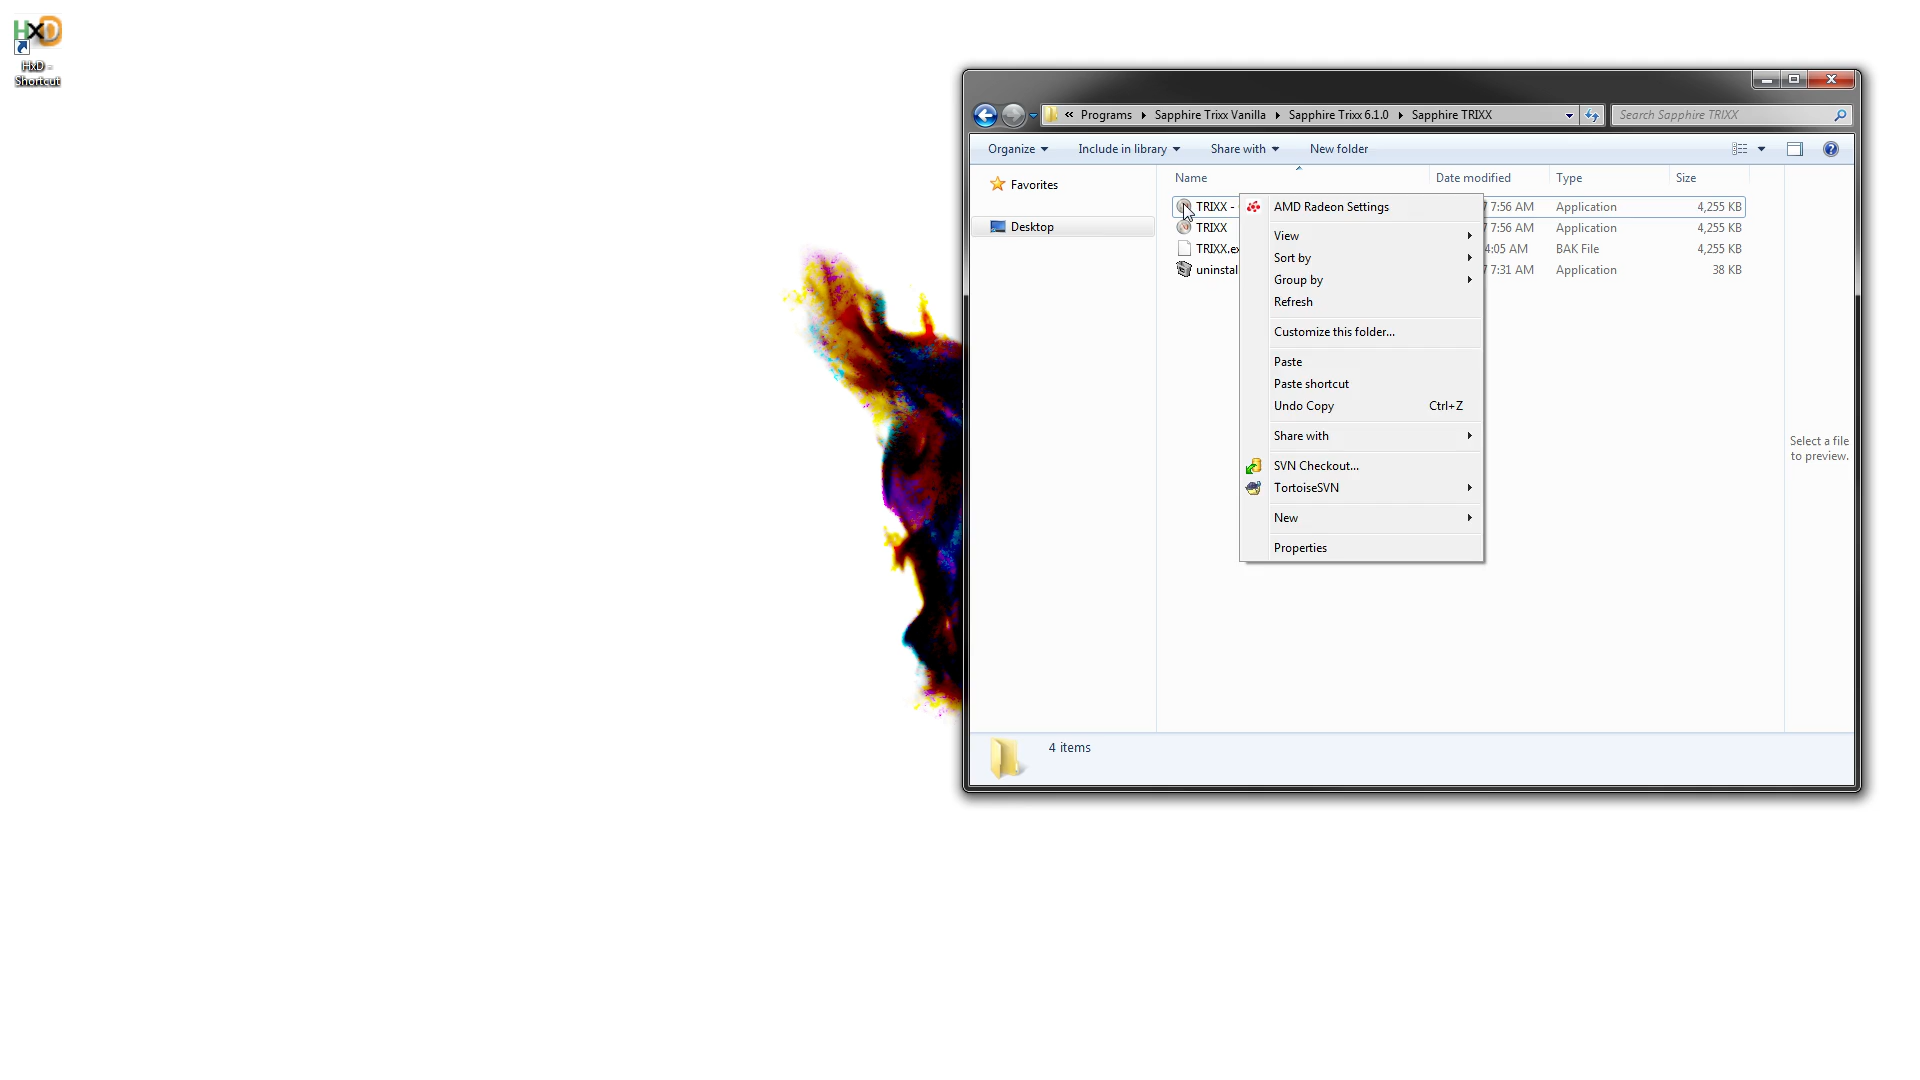 HxD -
Shortcut
« Programs Sapphire Trixx Vanilla Sapphire Trixx 6.1.0 Sapphire TRIXX Search Sapphire TRIXX
Organize Include in library Share with New folder
Favorites
Desktop
Name Date modified Type Size
TRIXX - 7:56 AM Application 4,255 KB
TRIXX 7:56 AM Application 4,255 KB
TRIXX.ex 4:05 AM BAK File 4,255 KB
uninstal 7:31 AM Application 38 KB
AMD Radeon Settings
View
Sort by
Group by
Refresh
Customize this folder...
Paste
Paste shortcut
Undo Copy Ctrl+Z
Share with
SVN Checkout...
TortoiseSVN
New
Properties
Select a file
to preview.
4 items